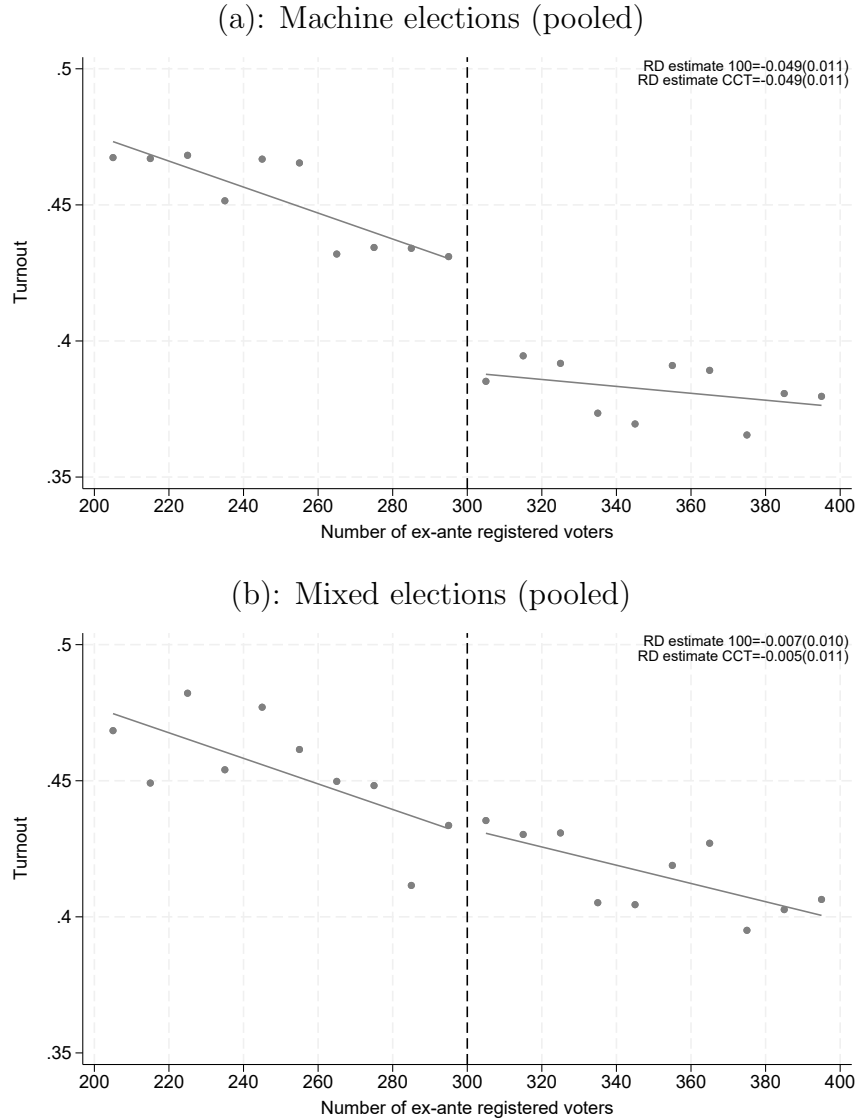 (a): Machine elections (pooled)
RD estimate 100=-0.049(0.011)
RD estimate CCT=-0.049(0.011)
.5
.45
.4
.35
Turnout
200 220 240 260 280 300 320 340 360 380 400
Number of ex-ante registered voters
(b): Mixed elections (pooled)
RD estimate 100=-0.007(0.010)
RD estimate CCT=-0.005(0.011)
.5
.45
.4
.35
Turnout
200 220 240 260 280 300 320 340 360 380 400
Number of ex-ante registered voters